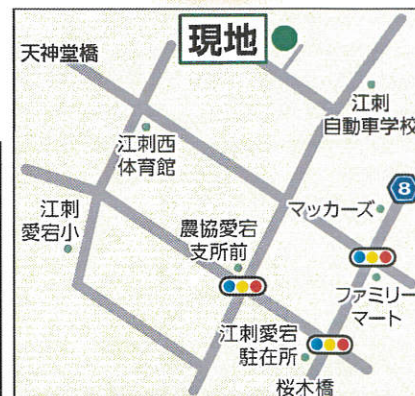 天神堂橋
現地
江刺
自動車学校
江刺西
体育館
8
マッカーズ
江刺
愛宕小
農協愛宕
支所前
ファミリー
マート
江刺愛宕
駐在所
桜木橋